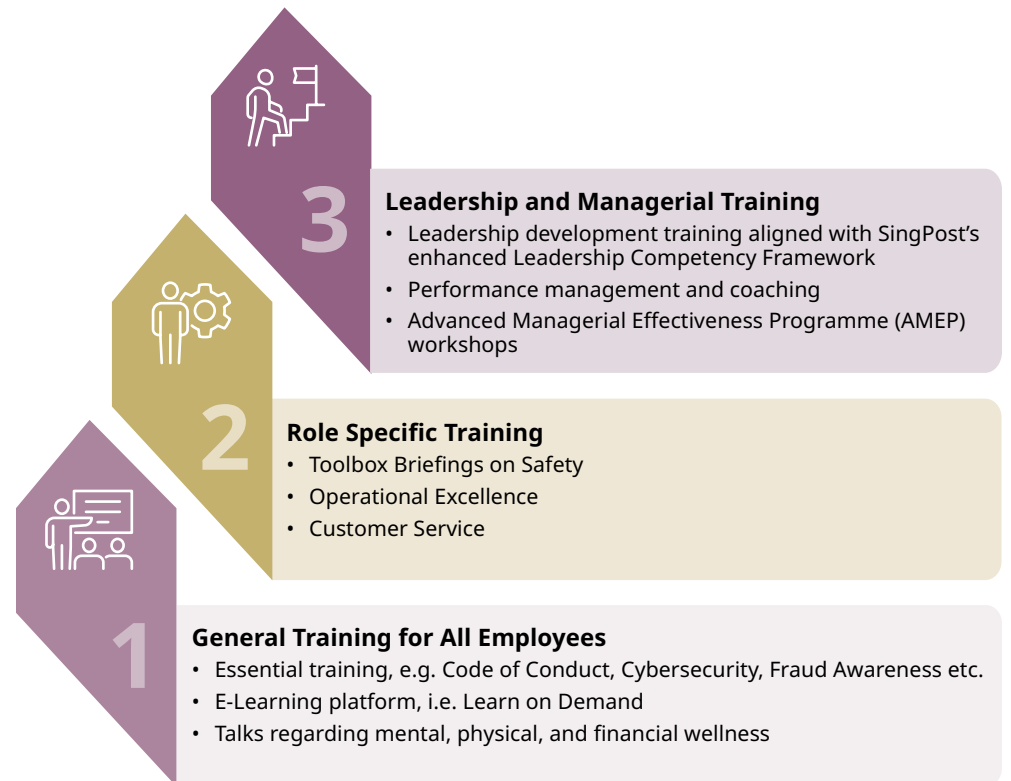 3
Leadership and Managerial Training
• Leadership development training aligned with SingPost’s
enhanced Leadership Competency Framework
• Performance management and coaching
• Advanced Managerial Effectiveness Programme (AMEP)
workshops
2
Role Specific Training
• Toolbox Briefings on Safety
• Operational Excellence
• Customer Service
1
General Training for All Employees
• Essential training, e.g. Code of Conduct, Cybersecurity, Fraud Awareness etc.
• E-Learning platform, i.e. Learn on Demand
• Talks regarding mental, physical, and financial wellness